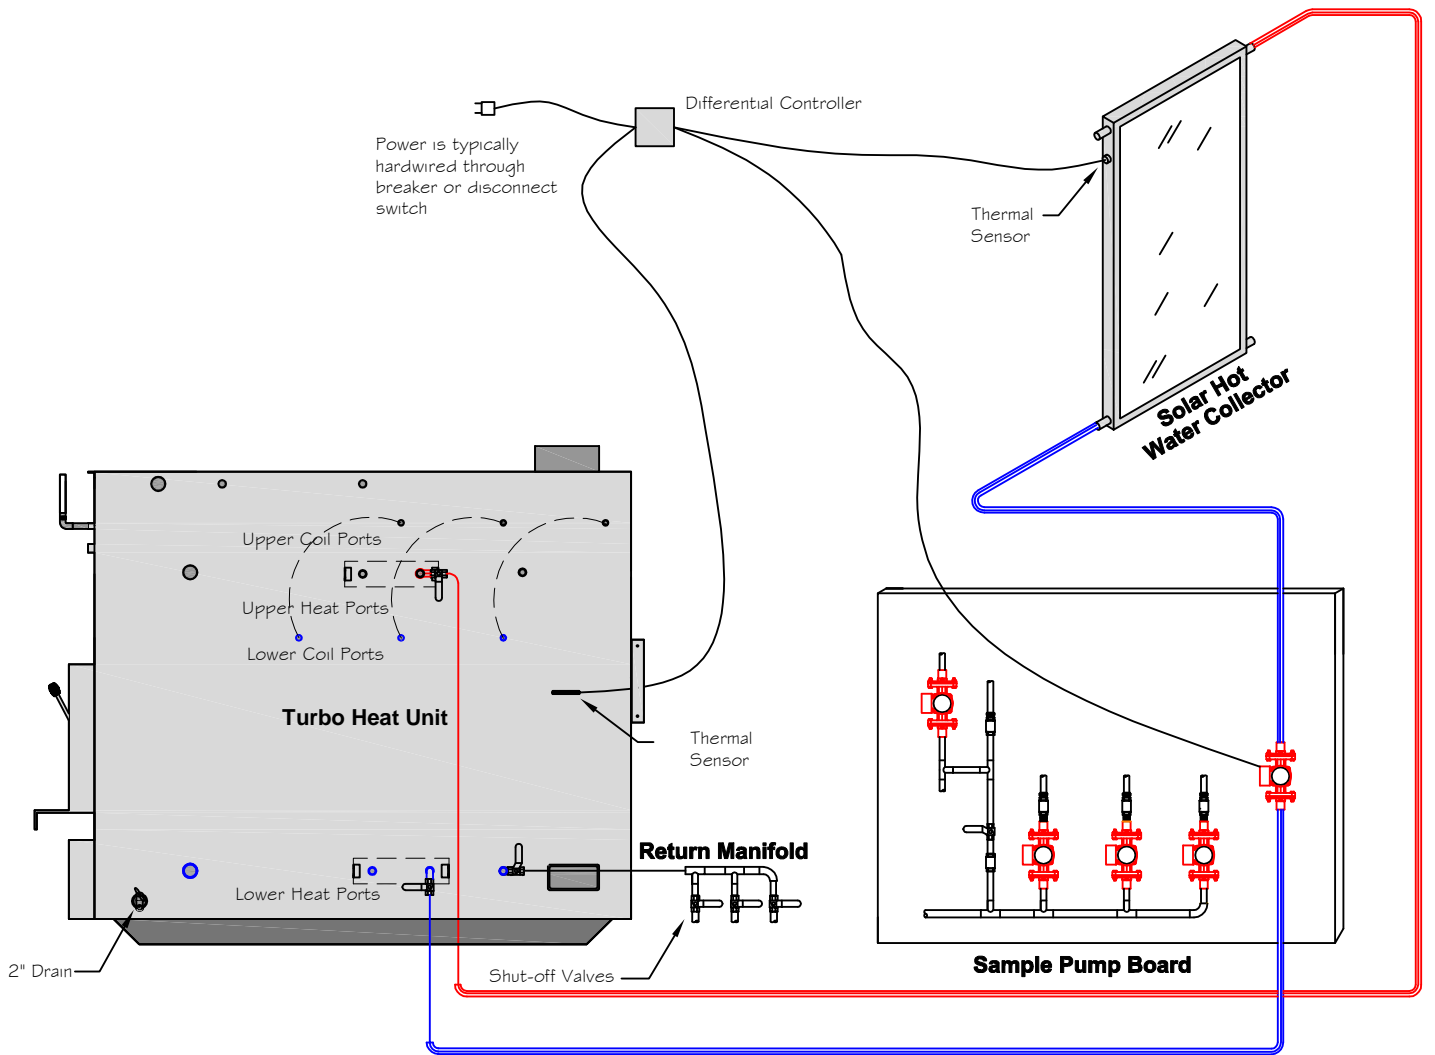 Differential Controller
Power is typically
hardwired through
breaker or disconnect
switch
Thermal
Sensor
Solar Hot
Water Collector
Upper Coil Ports
Upper Heat Ports
Lower Coil Ports
Turbo Heat Unit
Thermal
Sensor
Return Manifold
Lower Heat Ports
2" Drain
Shut-off Valves
Sample Pump Board